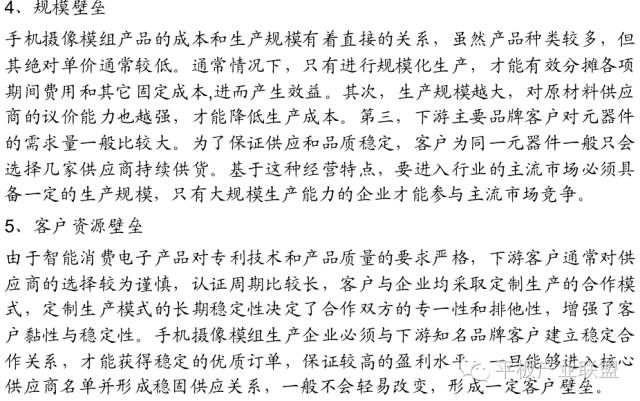 4、规模壁垒
手机摄像模组产品的成本和生产规模有着直接的关系，虽然产品种类较多，但
其绝对单价通常较低。通常情况下，只有进行规模化生产，才能有效分摊各项
期间费用和其它固定成本,进而产生效益。其次，生产规模越大，对原材料供应
商的议价能力也越强，才能降低生产成本。第三，下游主要品牌客户对元器件
的需求量一般比较大。为了保证供应和品质稳定，客户为同一元器件一般只会
选择几家供应商持续供货。基于这种经营特点，要进入行业的主流市场必须具
备一定的生产规模，只有大规模生产能力的企业才能参与主流市场竞争。
5、客户资源壁垒
由于智能消费电子产品对专利技术和产品质量的要求严格，下游客户通常对供
应商的选择较为谨慎，认证周期比较长，客户与企业均采取定制生产的合作模
式，定制生产模式的长期稳定性决定了合作双方的专一性和排他性，增强了客
户黏性与稳定性。手机摄像模组生产企业必须与下游知名品牌客户建立稳定合
作关系，才能获得稳定的优质订单，保证较高的盈利水平。一旦能够进入核心
供应商名单并形成稳固供应关系，一般不会轻易改变，形成一定客户壁垒。
平板产业联盟